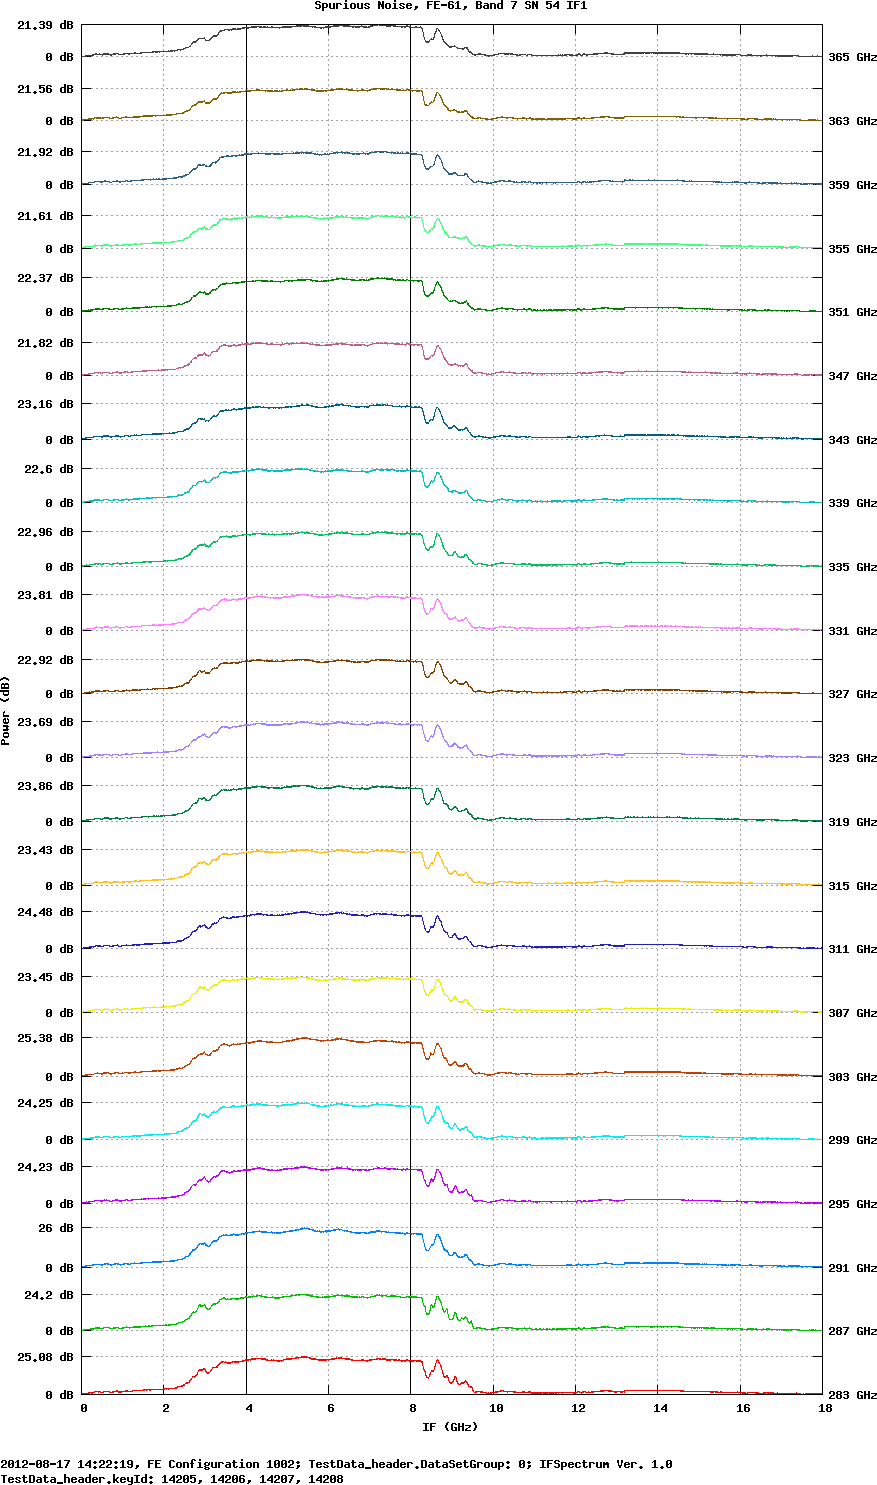 Spurious Noise, FE-61, Band 7 SN 54 IF1
21.39 dB
0 dB 365 GHz
21.56 dB
0 dB 363 GHz
21.92 dB
0 dB 359 GHz
21.61 dB
0 dB 355 GHz
22.37 dB
0 dB 351 GHz
21.82 dB
0 dB 347 GHz
23.16 dB
0 dB 343 GHz
22.6 dB
0 dB 339 GHz
22.96 dB
0 dB 335 GHz
23.81 dB
0 dB 331 GHz
22.92 dB
0 dB 327 GHz
Power (dB)
23.69 dB
0 dB 323 GHz
23.86 dB
0 dB 319 GHz
23.43 dB
0 dB 315 GHz
24.48 dB
0 dB 311 GHz
23.45 dB
0 dB 307 GHz
25.38 dB
0 dB 303 GHz
24.25 dB
0 dB 299 GHz
24.23 dB
0 dB 295 GHz
26 dB
0 dB 291 GHz
24.2 dB
0 dB 287 GHz
25.08 dB
0 dB 283 GHz
0 2 4 6 8 10 12 14 16 18
IF (GHz)
2012-08-17 14:22:19, FE Configuration 1002; TestData_header.DataSetGroup: 0; IFSpectrum Ver. 1.0
TestData_header.keyId: 14205, 14206, 14207, 14208